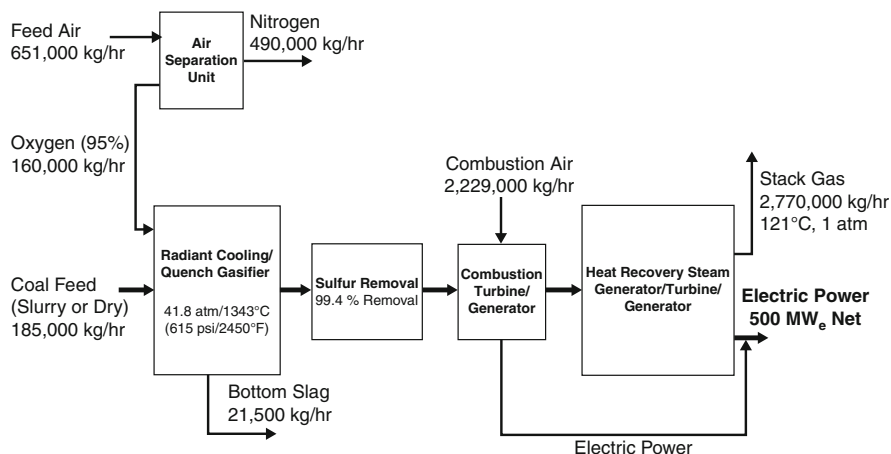 Feed Air
651,000 kg/hr
Air
Separation
Unit
Nitrogen
490,000 kg/hr
Oxygen (95%)
160,000 kg/hr
Coal Feed
(Slurry or Dry)
185,000 kg/hr
Radiant Cooling/
Quench Gasifier
41.8 atm/1343°C
(615 psi/2450°F)
Bottom Slag
21,500 kg/hr
Sulfur Removal
99.4 % Removal
Combustion Air
2,229,000 kg/hr
Combustion
Turbine/
Generator
Heat Recovery Steam
Generator/Turbine/
Generator
Stack Gas
2,770,000 kg/hr
121°C, 1 atm
Electric Power
500 MWₑ Net
Electric Power